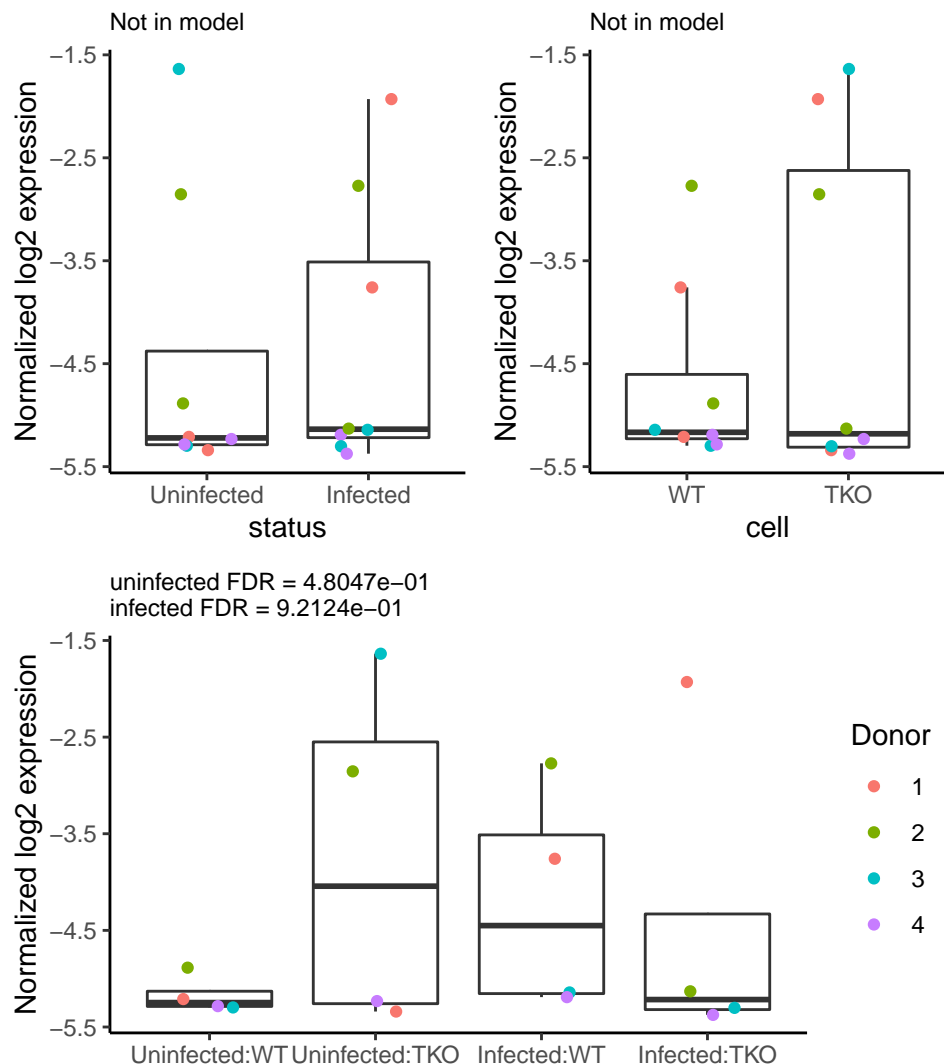 Not in model
Normalized log2 expression
−1.5
−2.5
−3.5
−4.5
−5.5
Uninfected
Infected
status
Not in model
Normalized log2 expression
−1.5
−2.5
−3.5
−4.5
−5.5
WT
TKO
cell
uninfected FDR = 4.8047e−01
infected FDR = 9.2124e−01
Normalized log2 expression
−1.5
−2.5
−3.5
−4.5
−5.5
Uninfected:WT
Uninfected:TKO
Infected:WT
Infected:TKO
Donor
1
2
3
4